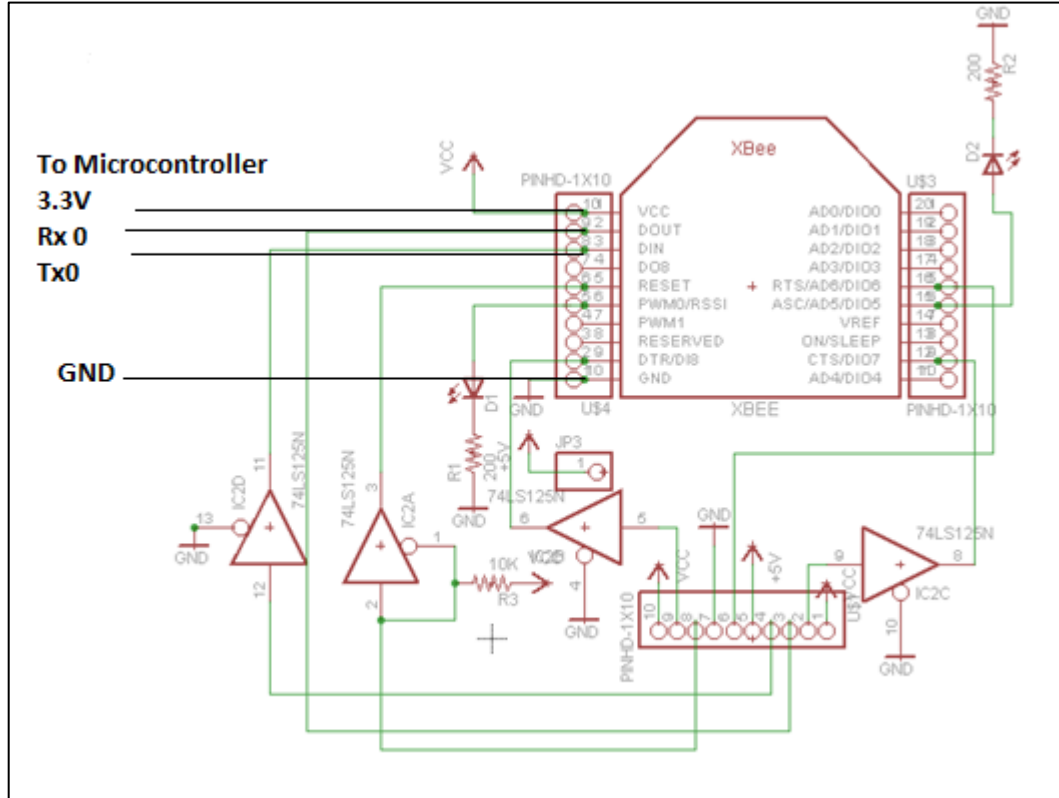 GND
200
R2
D2
XBee
To Microcontroller
3.3V
Rx 0
Tx0
GND
VCC
PINHD-1X10
U$3
VCC
DOUT
DIN
DO8
RESET
PWM0/RSSI
PWM1
RESERVED
DTR/DI8
GND
AD0/DIO0
AD1/DIO1
AD2/DIO2
AD3/DIO3
RTS/AD6/DIO6
ASC/AD5/DIO5
VREF
ON/SLEEP
CTS/DIO7
AD4/DIO4
XBEE
U$4
PINHD-1X10
GND
D1
R1
200
+5V
GND
JP3
1
74LS125N
IC2D
11
13
12
GND
74LS125N
IC2A
3
1
2
10K
R3
74LS125N
6
5
4
GND
GND
VCC
+5V
VCC
PINHD-1X10
10
9
8
7
6
5
4
3
2
1
74LS125N
9
8
IC2C
10
GND